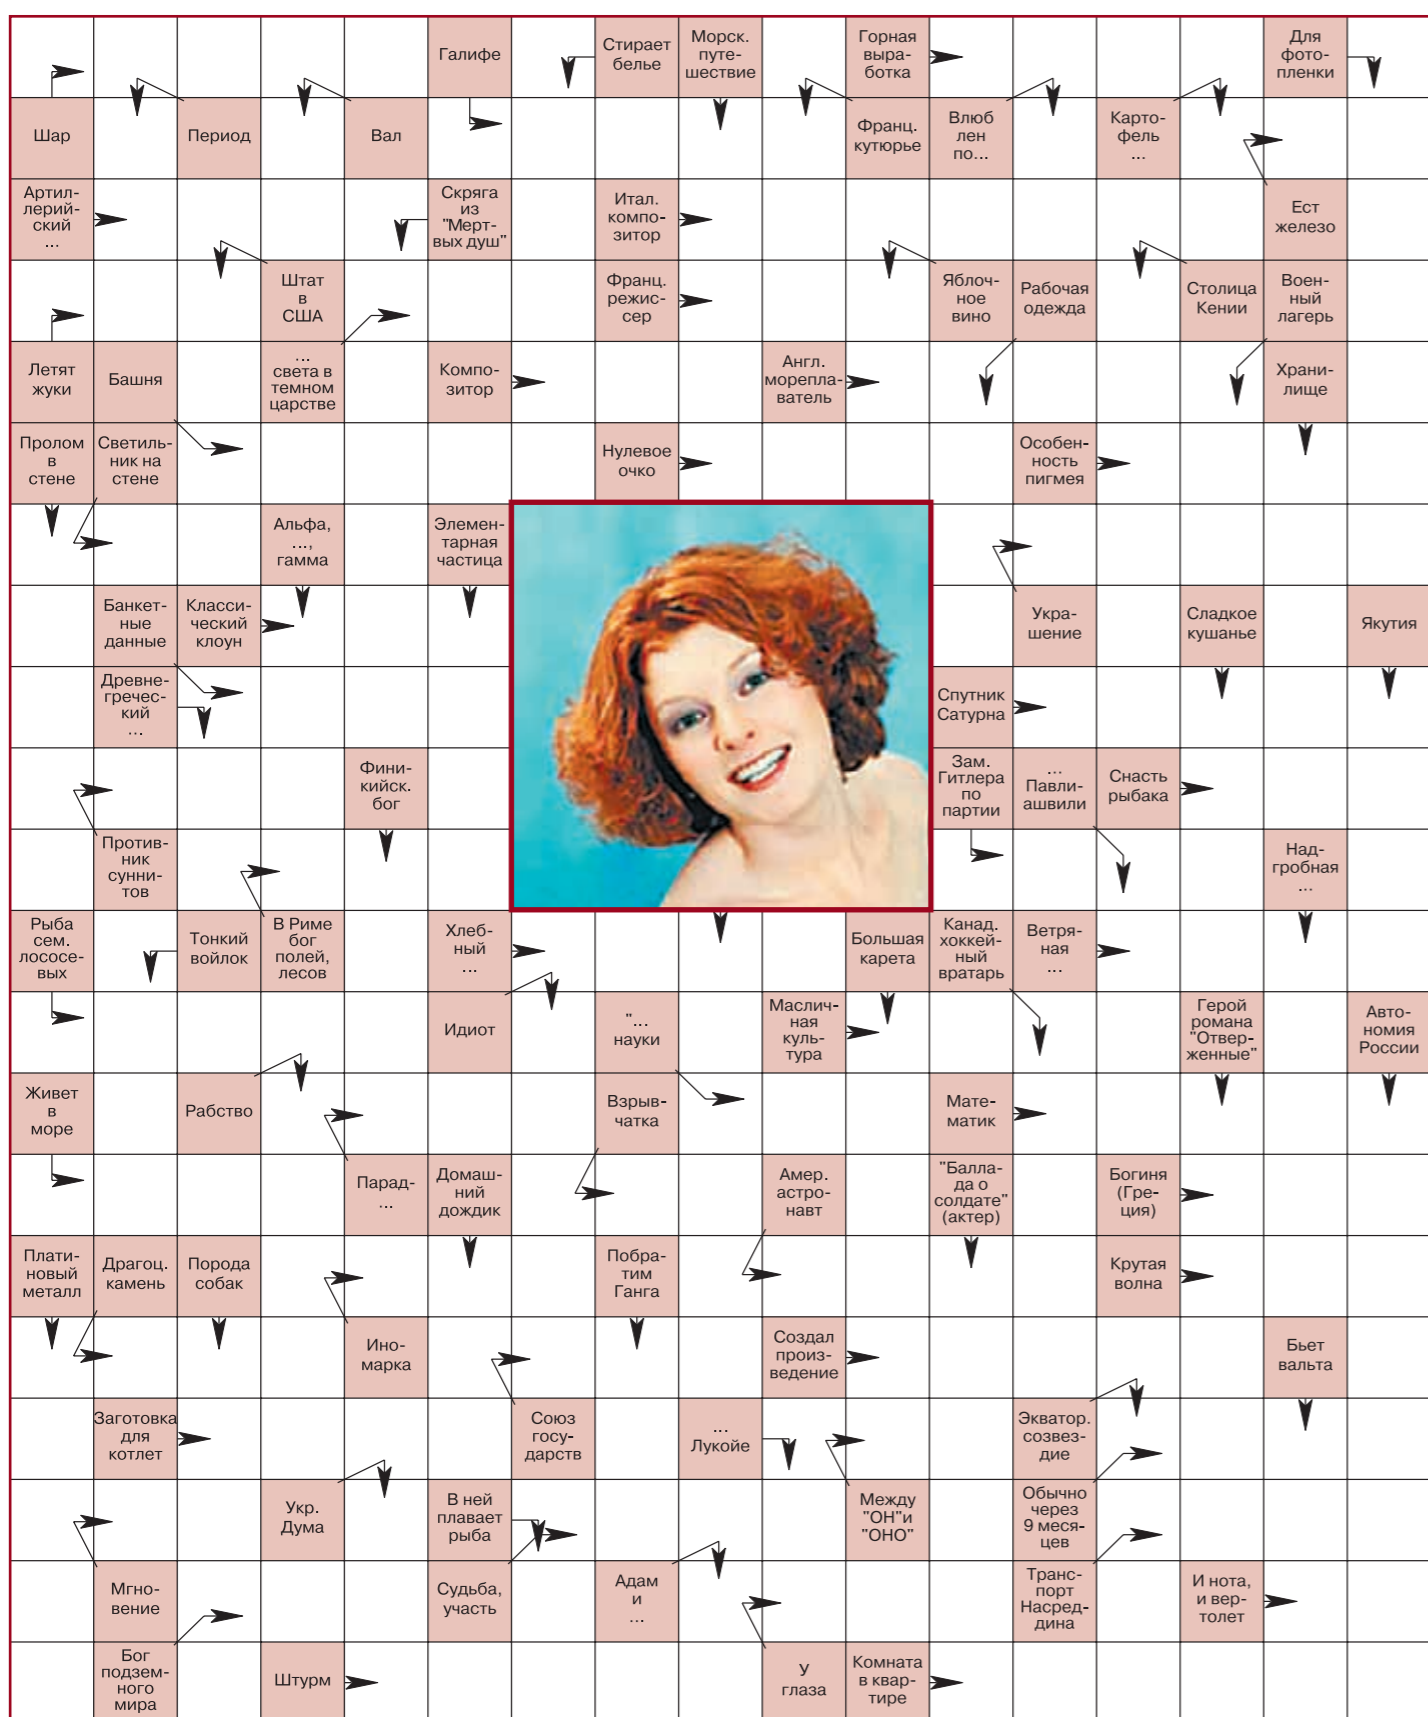 Галифе
Стирает
белье
Морск.
путе-
шествие
Горная
выра-
ботка
Для
фото-
пленки
Шар
Период
Вал
Франц.
кутюрье
Влюб
лен
по...
Карто-
фель
...
Артил-
лерий-
ский
...
Скряга
из
"Мерт-
вых душ"
Итал.
компо-
зитор
Ест
железо
Штат
в
США
Франц.
режис-
сер
Яблоч-
ное
вино
Рабочая
одежда
Столица
Кении
Воен-
ный
лагерь
Летят
жуки
Башня
...
света в
темном
царстве
Компо-
зитор
Англ.
морепла-
ватель
Храни-
лище
Пролом
в
стене
Светиль-
ник на
стене
Нулевое
очко
Особен-
ность
пигмея
Альфа,
...,
гамма
Элемен-
тарная
частица
Банкет-
ные
данные
Класси-
ческий
клоун
Укра-
шение
Сладкое
кушанье
Якутия
Древне-
гречес-
кий
...
Спутник
Сатурна
Фини-
кийск.
бог
Зам.
Гитлера
по
партии
...
Павли-
ашвили
Снасть
рыбака
Против-
ник
сунни-
тов
Над-
гробная
...
Рыба
сем.
лососе-
вых
Тонкий
войлок
В Риме
бог
полей,
лесов
Хлеб-
ный
...
Большая
карета
Канад.
хоккей-
ный
вратарь
Ветря-
ная
...
Идиот
"...
науки
Маслич-
ная
куль-
тура
Герой
романа
"Отвер-
женные"
Авто-
номия
России
Живет
в
море
Рабство
Взрыв-
чатка
Мате-
матик
Парад-
...
Домаш-
ний
дождик
Амер.
астро-
навт
"Балла-
да о
солдате"
(актер)
Богиня
(Гре-
ция)
Плати-
новый
металл
Драгоц.
камень
Порода
собак
Побра-
тим
Ганга
Крутая
волна
Ино-
марка
Создал
произ-
ведение
Бьет
вальта
Заготовка
для
котлет
Союз
госу-
дарств
...
Лукойе
Экватор.
созвез-
дие
Укр.
Дума
В ней
плавает
рыба
Между
"ОН"и
"ОНО"
Обычно
через
9 меся-
цев
Мгно-
вение
Судьба,
участь
Адам
и
...
Транс-
порт
Насред-
дина
И нота,
и вер-
толет
Бог
подзем-
ного
мира
Штурм
У
глаза
Комната
в квар-
тире